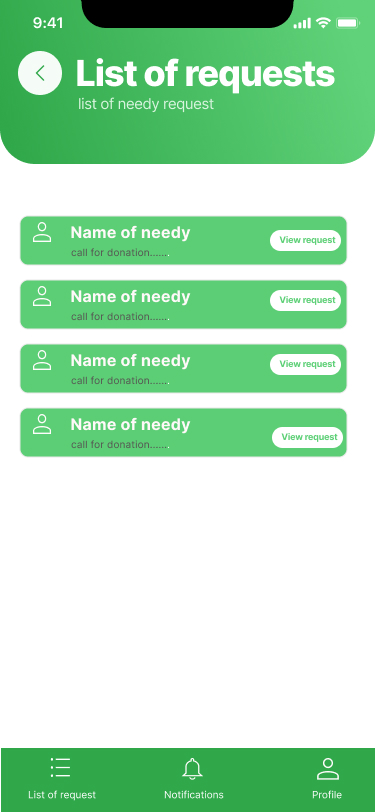 9:41
List of requests
list of needy request
Name of needy
call for donation.......
View request
Name of needy
call for donation.......
View request
Name of needy
call for donation.......
View request
Name of needy
call for donation.......
View request
List of request
Notifications
Profile